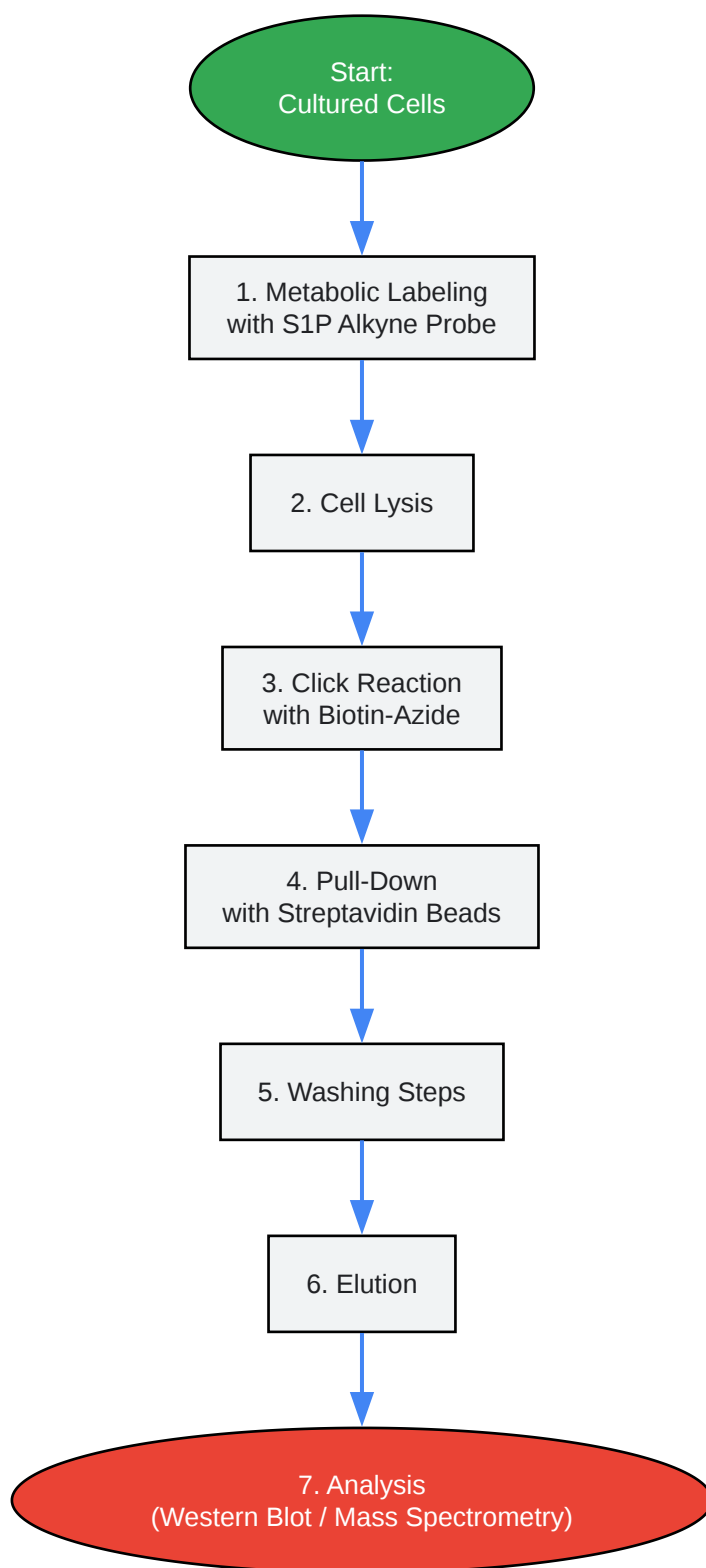 Start:
Cultured Cells
1. Metabolic Labeling
with S1P Alkyne Probe
2. Cell Lysis
3. Click Reaction
with Biotin-Azide
4. Pull-Down
with Streptavidin Beads
5. Washing Steps
6. Elution
7. Analysis
(Western Blot / Mass Spectrometry)